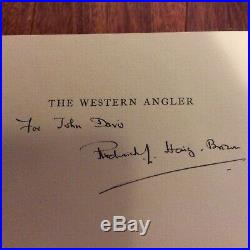 THE WESTERN ANGLER
For John Davis
Roderick L. Haig-Brown